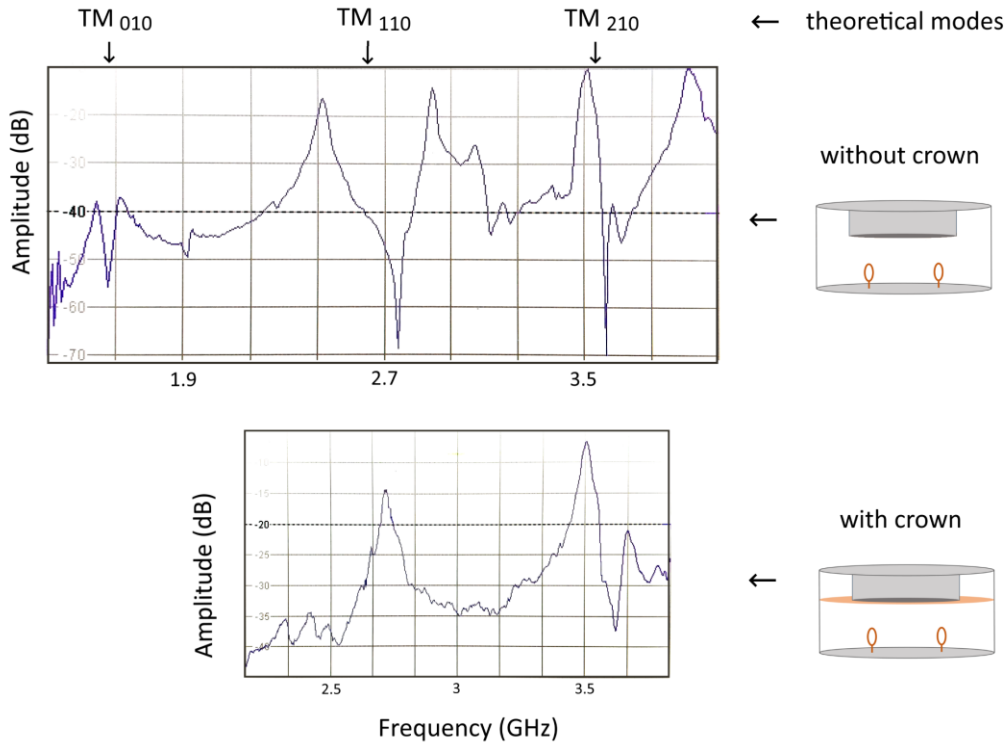 TM 010 TM 110 TM 210 ← theoretical modes
↓ ↓ ↓
Amplitude (dB)
-20
-30
-40
-50
-60
-70
1.9 2.7 3.5
without crown
←
Amplitude (dB)
-10
-15
-20
-25
-30
-35
-40
2.5 3 3.5
with crown
←
Frequency (GHz)